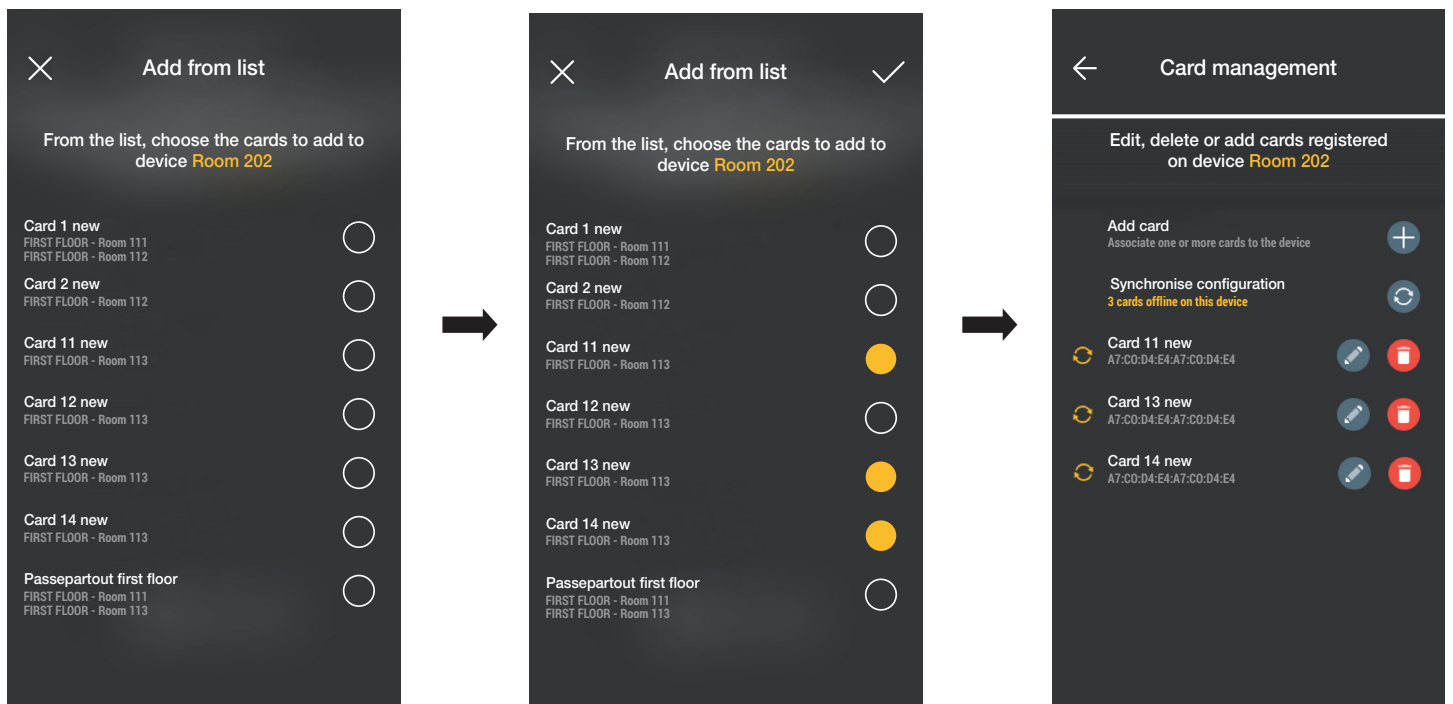 Add from list
From the list, choose the cards to add to
device Room 202
Card 1 new
FIRST FLOOR - Room 111
FIRST FLOOR - Room 112
Card 2 new
FIRST FLOOR - Room 112
Card 11 new
FIRST FLOOR - Room 113
Card 12 new
FIRST FLOOR - Room 113
Card 13 new
FIRST FLOOR - Room 113
Card 14 new
FIRST FLOOR - Room 113
Passepartout first floor
FIRST FLOOR - Room 111
FIRST FLOOR - Room 113
Add from list
From the list, choose the cards to add to
device Room 202
Card 1 new
FIRST FLOOR - Room 111
FIRST FLOOR - Room 112
Card 2 new
FIRST FLOOR - Room 112
Card 11 new
FIRST FLOOR - Room 113
Card 12 new
FIRST FLOOR - Room 113
Card 13 new
FIRST FLOOR - Room 113
Card 14 new
FIRST FLOOR - Room 113
Passepartout first floor
FIRST FLOOR - Room 111
FIRST FLOOR - Room 113
Card management
Edit, delete or add cards registered
on device Room 202
Add card
Associate one or more cards to the device
Synchronise configuration
3 cards offline on this device
Card 11 new
A7:C0:D4:E4:A7:C0:D4:E4
Card 13 new
A7:C0:D4:E4:A7:C0:D4:E4
Card 14 new
A7:C0:D4:E4:A7:C0:D4:E4